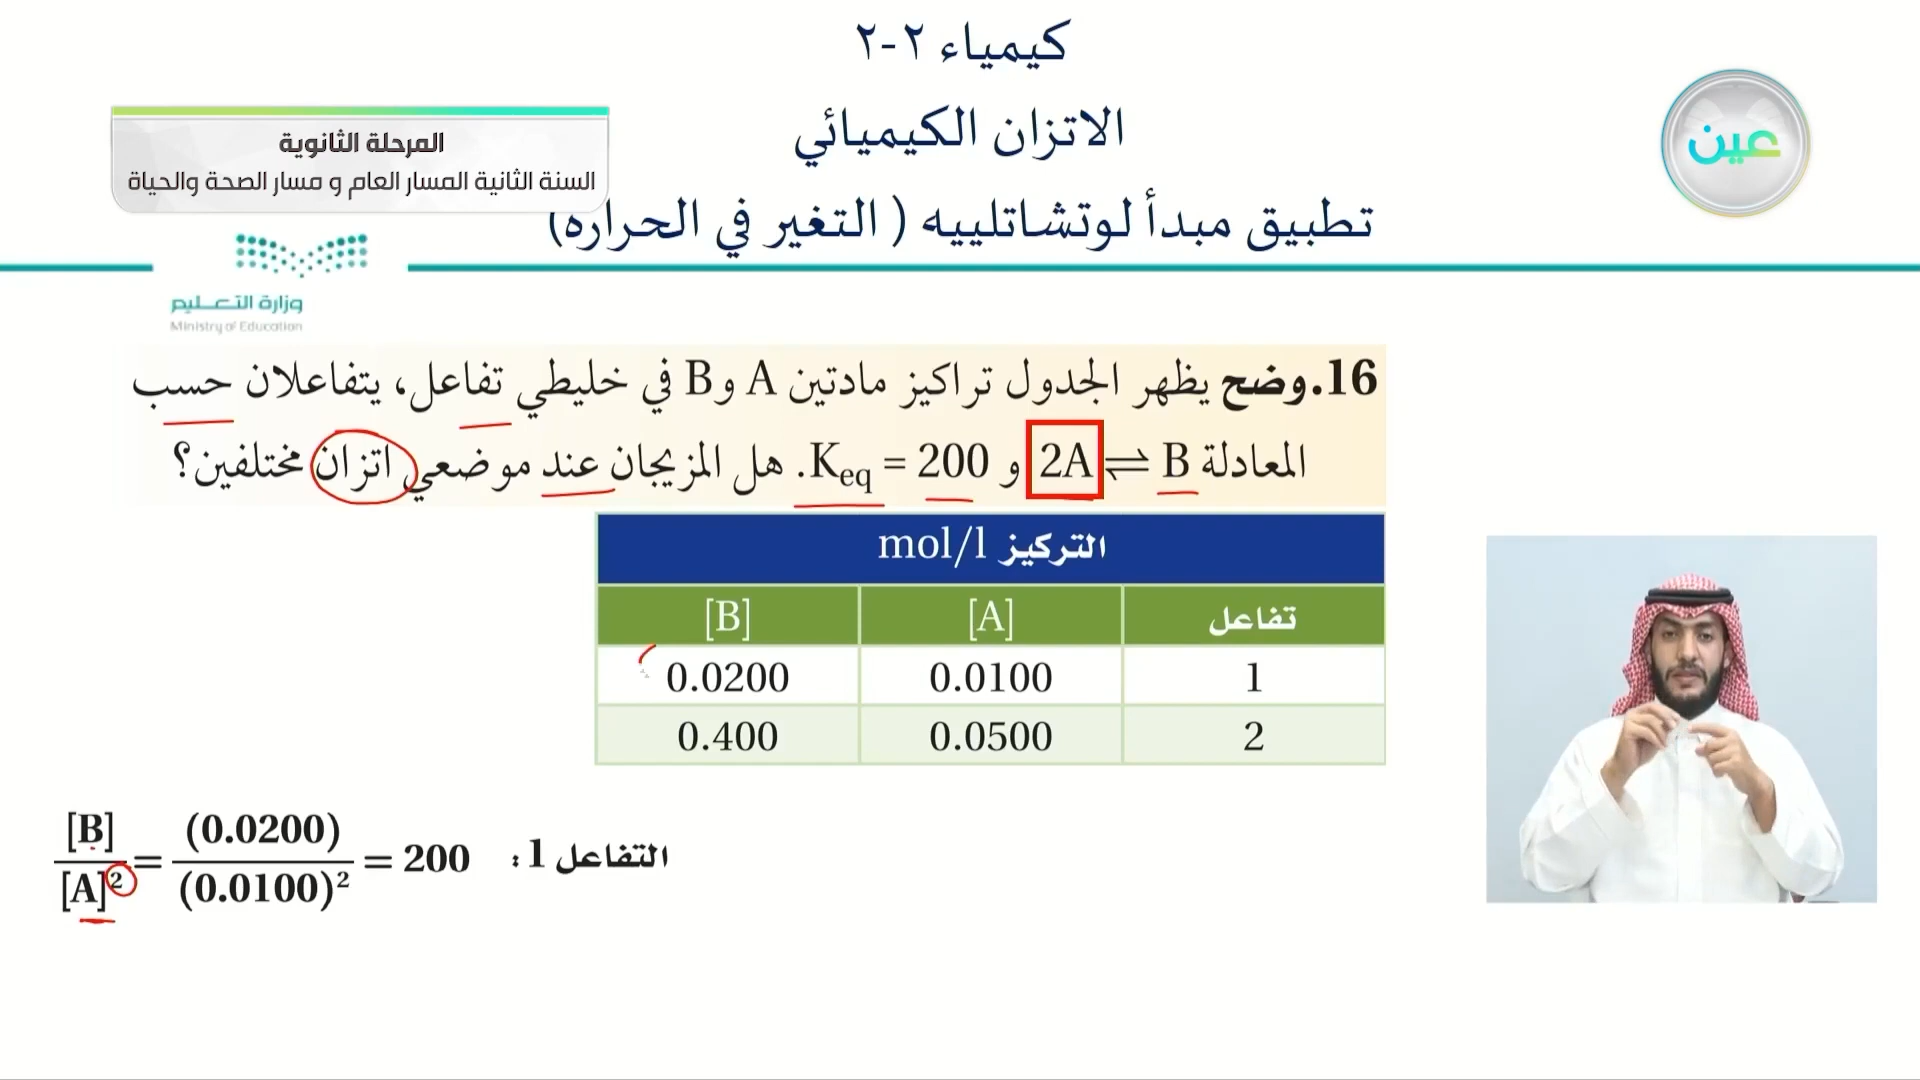 كيمياء ٢-٢
الاتزان الكيميائي
تطبيق مبدأ لوتشاتلييه ( التغير في الحراره)
المرحلة الثانوية
السنة الثانية المسار العام و مسار الصحة والحياة
عين
وزارة التعليم
Ministry of Education
16. وضح يظهر الجدول تراكيز مادتين A و B في خليطي تفاعل، يتفاعلان حسب
المعادلة 2A ⇌ B و Keq = 200. هل المزيجان عند موضعي اتزان مختلفين؟
التركيز mol/l
تفاعل [A] [B]
1 0.0100 0.0200
2 0.0500 0.400
التفاعل 1: [B]/[A]² = (0.0200)/(0.0100)² = 200